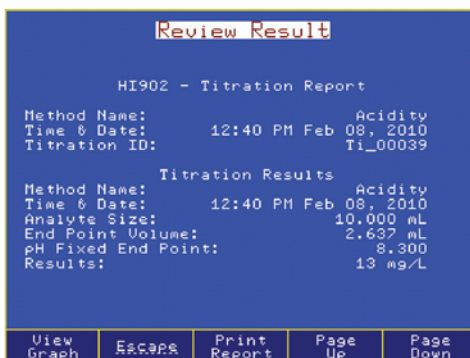 Review Result
HI902 - Titration Report
Method Name: Acidity
Time & Date: 12:40 PM Feb 08, 2010
Titration ID: Ti_00039
Titration Results
Method Name: Acidity
Time & Date: 12:40 PM Feb 08, 2010
Analyte Size: 10.000 mL
End Point Volume: 2.637 mL
pH Fixed End Point: 8.300
Results: 13 mg/L
View Graph
Escape
Print Report
Page Up
Page Down